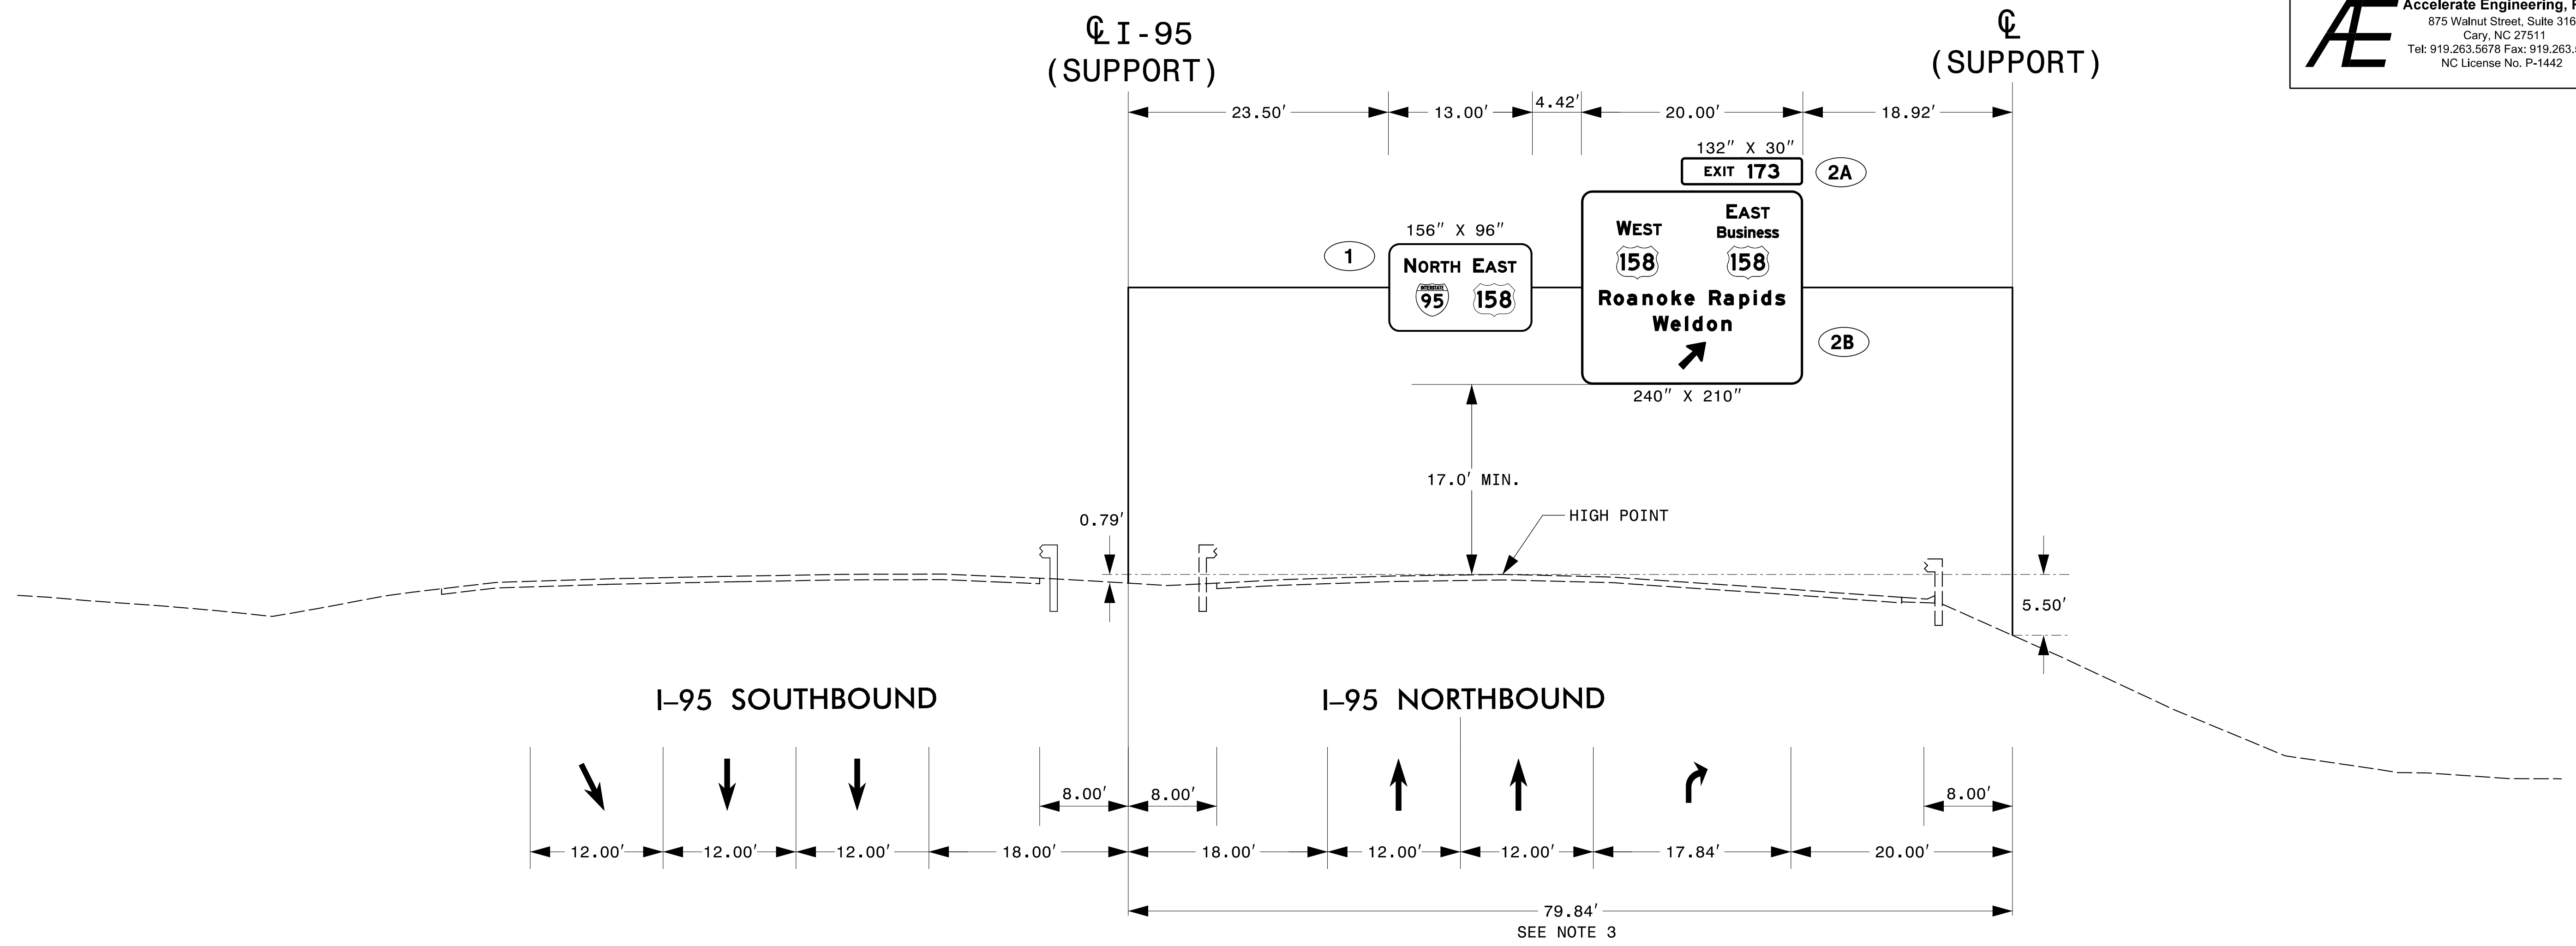 ℄ I-95
(SUPPORT)
℄
(SUPPORT)
Accelerate Engineering,
875 Walnut Street, Suite 316
Cary, NC 27511
Tel: 919.263.5678 Fax: 919.263.
NC License No. P-1442
Æ
23.50'
13.00'
4.42'
20.00'
18.92'
132" X 30"
EXIT 173
2A
156" X 96"
1
NORTH EAST
INTERSTATE
95
158
WEST
EAST
Business
158
158
Roanoke Rapids
Weldon
2B
240" X 210"
17.0' MIN.
HIGH POINT
0.79'
5.50'
I-95 SOUTHBOUND
I-95 NORTHBOUND
8.00'
8.00'
8.00'
12.00'
12.00'
12.00'
18.00'
18.00'
12.00'
12.00'
17.84'
20.00'
79.84'
SEE NOTE 3